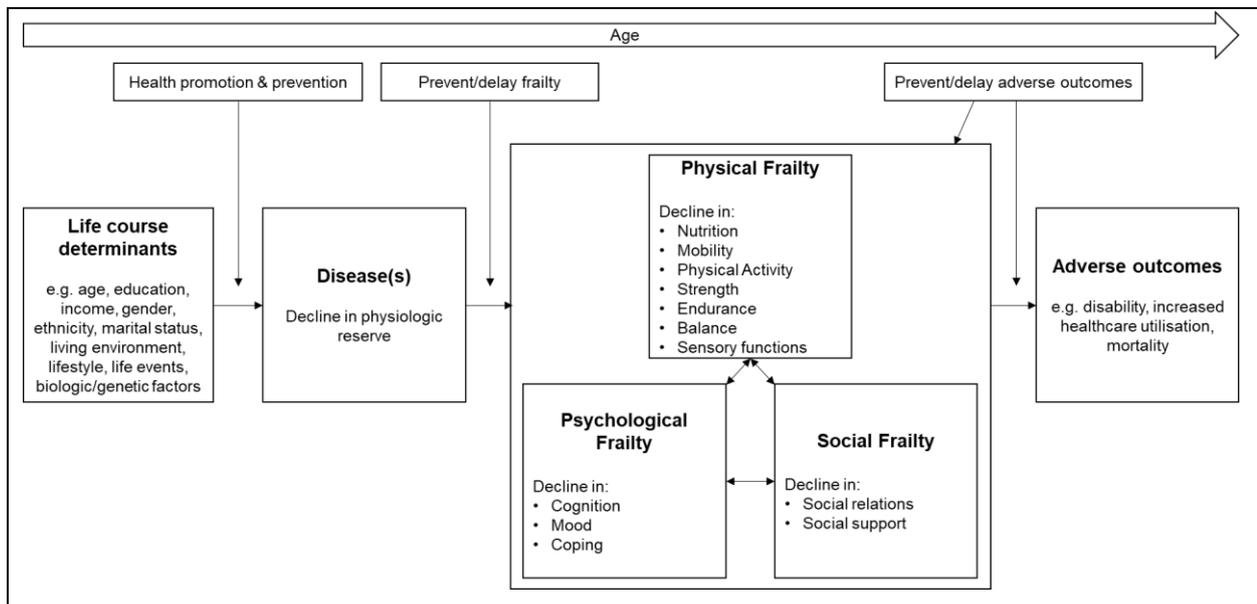 Age
Health promotion & prevention
Prevent/delay frailty
Prevent/delay adverse outcomes
Life course
determinants
e.g. age, education,
income, gender,
ethnicity, marital status,
living environment,
lifestyle, life events,
biologic/genetic factors
Disease(s)
Decline in physiologic
reserve
Physical Frailty
Decline in:
• Nutrition
• Mobility
• Physical Activity
• Strength
• Endurance
• Balance
• Sensory functions
Psychological
Frailty
Decline in:
• Cognition
• Mood
• Coping
Social Frailty
Decline in:
• Social relations
• Social support
Adverse outcomes
e.g. disability, increased
healthcare utilisation,
mortality